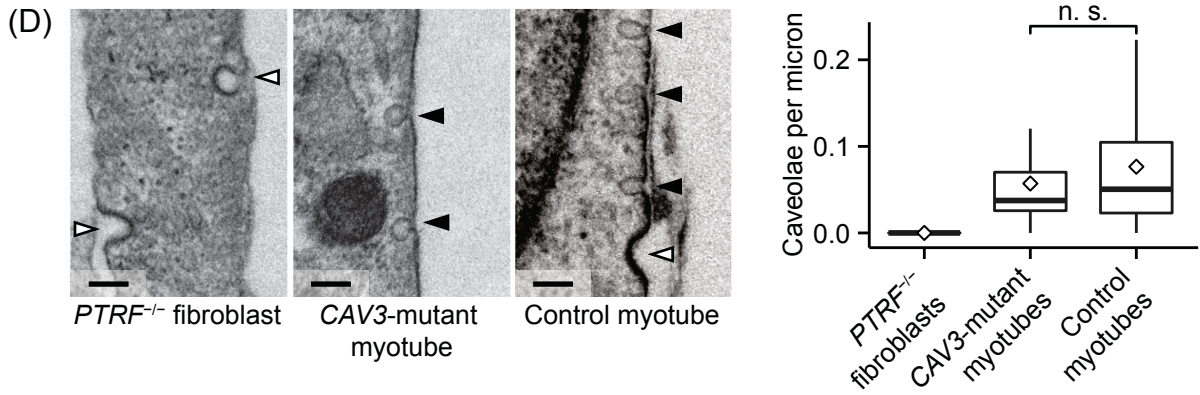 (D)
PTRF⁻/⁻ fibroblast
CAV3-mutant
myotube
Control myotube
n. s.
Caveolae per micron
0.2
0.1
0.0
PTRF⁻/⁻
fibroblasts
CAV3-mutant
myotubes
Control
myotubes